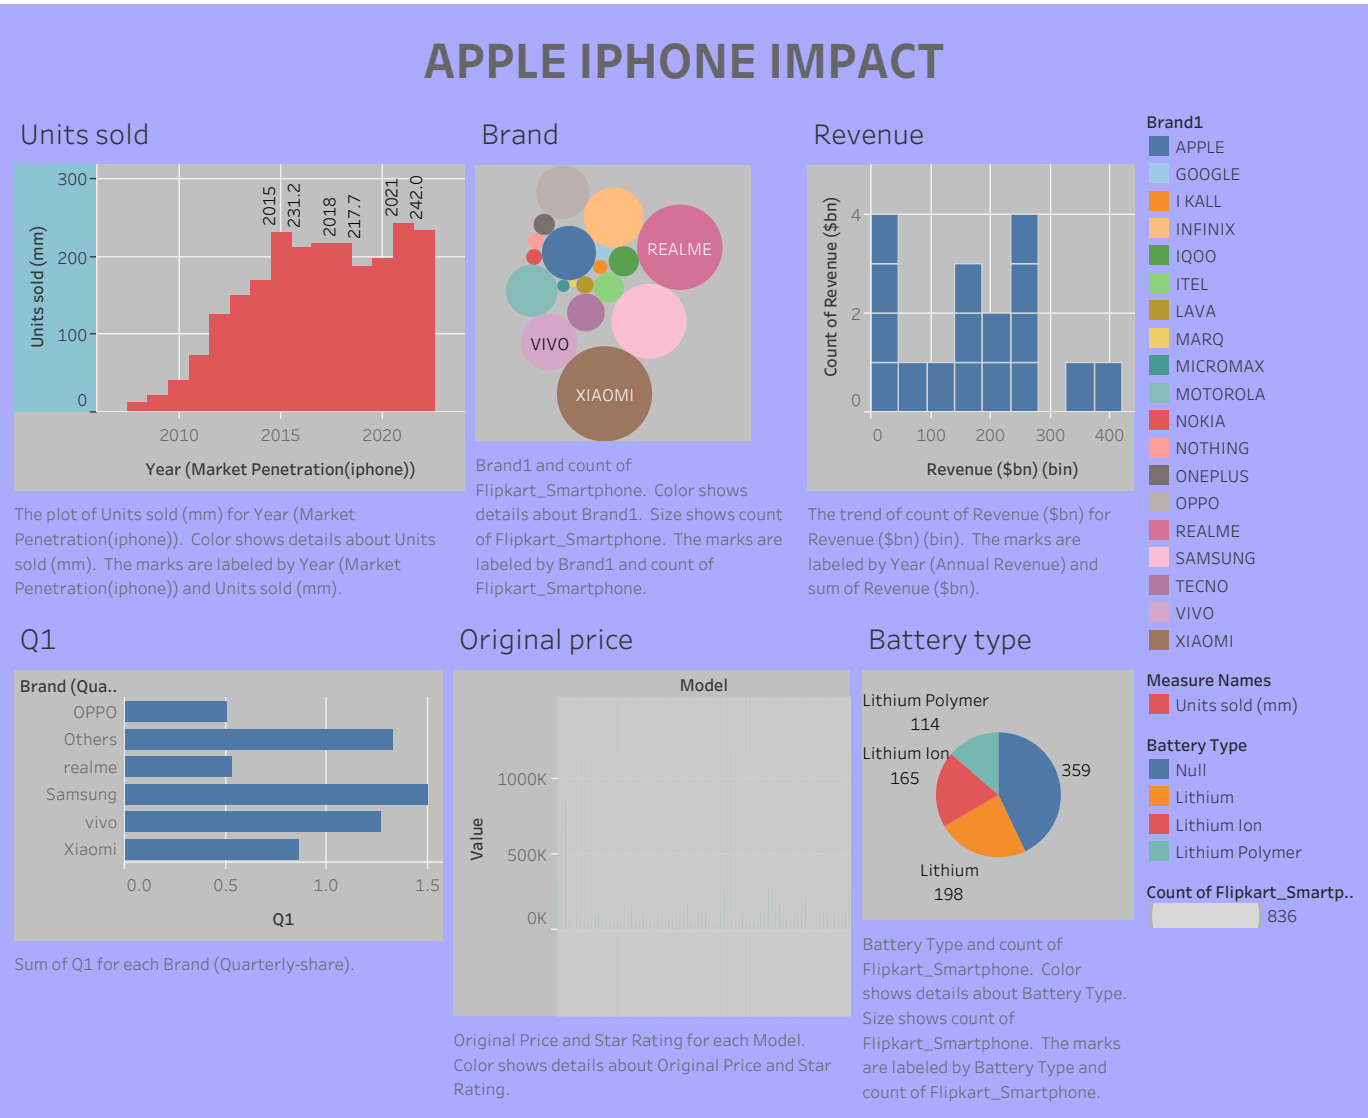 APPLE IPHONE IMPACT
Units sold
300
200
100
0
Units sold (mm)
2015
231.2
2018
217.7
2021
242.0
2010
2015
2020
Year (Market Penetration(iphone))
The plot of Units sold (mm) for Year (Market
Penetration(iphone)).  Color shows details about Units
sold (mm).  The marks are labeled by Year (Market
Penetration(iphone)) and Units sold (mm).
Brand
REALME
VIVO
XIAOMI
Brand1 and count of
Flipkart_Smartphone.  Color shows
details about Brand1.  Size shows count
of Flipkart_Smartphone.  The marks are
labeled by Brand1 and count of
Flipkart_Smartphone.
Revenue
Count of Revenue ($bn)
4
2
0
0
100
200
300
400
Revenue ($bn) (bin)
The trend of count of Revenue ($bn) for
Revenue ($bn) (bin).  The marks are
labeled by Year (Annual Revenue) and
sum of Revenue ($bn).
Brand1
APPLE
GOOGLE
I KALL
INFINIX
IQOO
ITEL
LAVA
MARQ
MICROMAX
MOTOROLA
NOKIA
NOTHING
ONEPLUS
OPPO
REALME
SAMSUNG
TECNO
VIVO
XIAOMI
Measure Names
Units sold (mm)
Battery Type
Null
Lithium
Lithium Ion
Lithium Polymer
Count of Flipkart_Smartp..
836
Q1
Brand (Qua..
OPPO
Others
realme
Samsung
vivo
Xiaomi
0.0
0.5
1.0
1.5
Q1
Sum of Q1 for each Brand (Quarterly-share).
Original price
Model
1000K
500K
0K
Value
Original Price and Star Rating for each Model.
Color shows details about Original Price and Star
Rating.
Battery type
Lithium Polymer
114
Lithium Ion
165
359
Lithium
198
Battery Type and count of
Flipkart_Smartphone.  Color
shows details about Battery Type.
Size shows count of
Flipkart_Smartphone.  The marks
are labeled by Battery Type and
count of Flipkart_Smartphone.